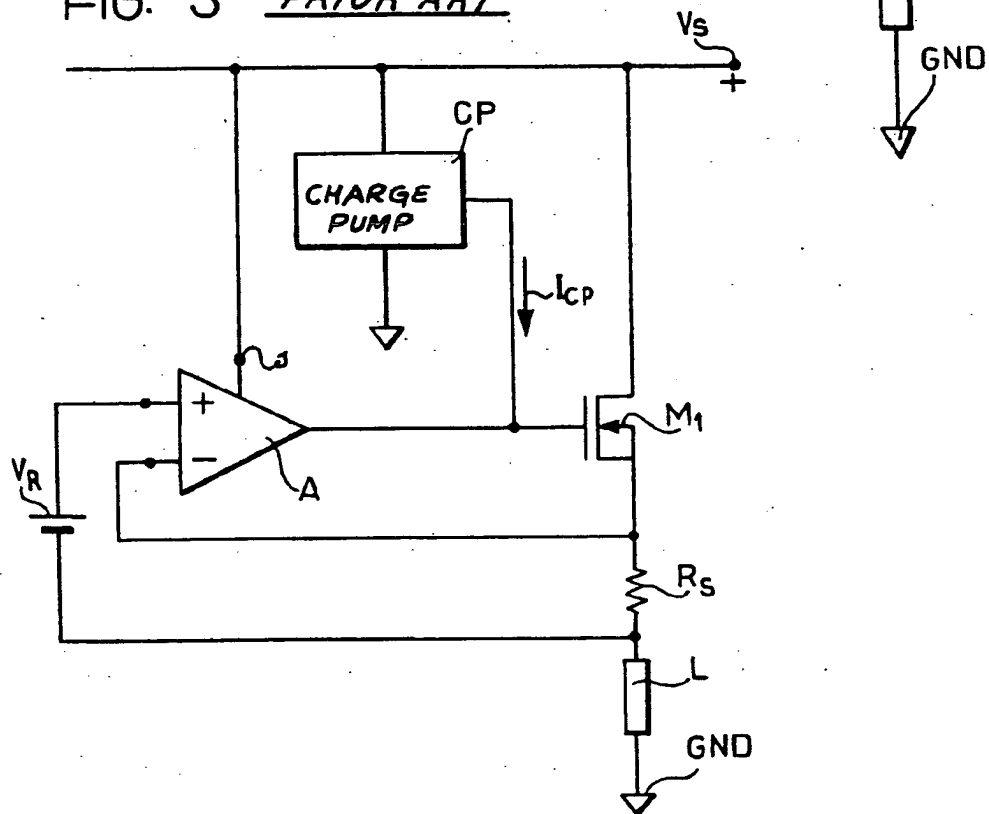 FIG. 3 PRIOR ART
Vs
+
GND
CP
CHARGE
PUMP
ICP
+
M1
−
A
VR
Rs
L
GND